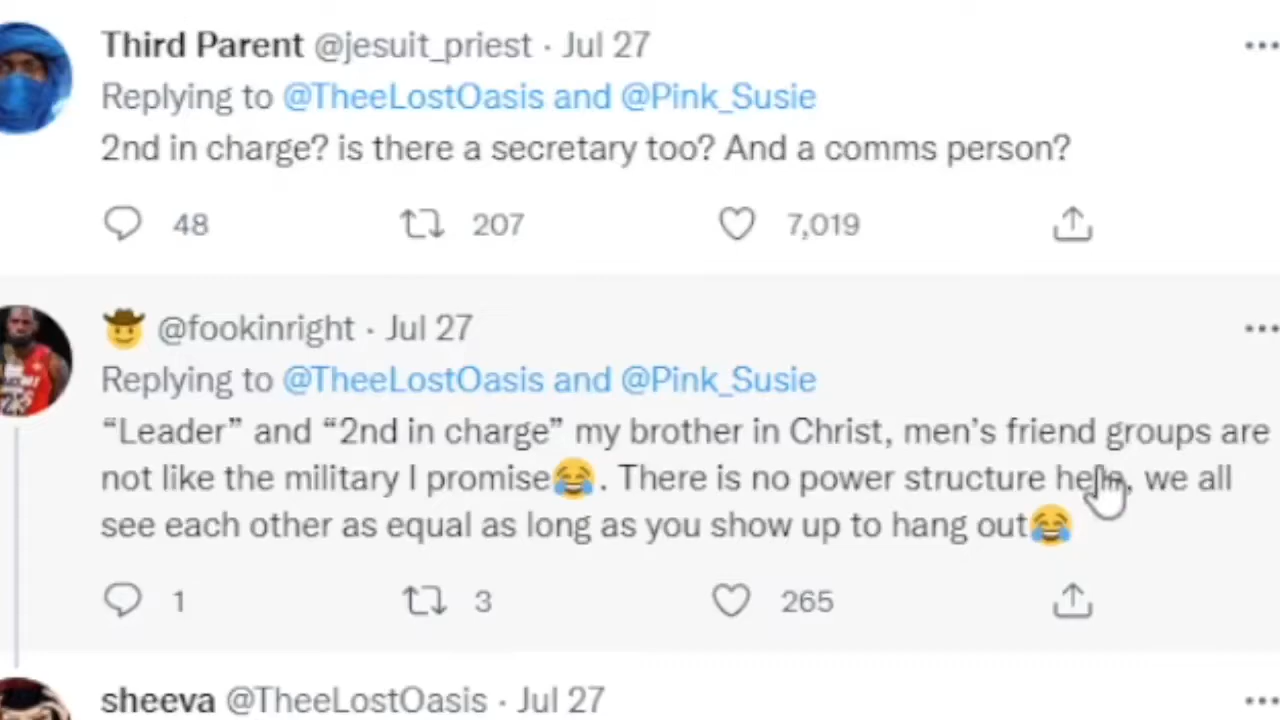 Third Parent @jesuit_priest · Jul 27
Replying to @TheeLostOasis and @Pink_Susie
2nd in charge? is there a secretary too? And a comms person?
48 207 7,019
🤠 @fookinright · Jul 27
Replying to @TheeLostOasis and @Pink_Susie
“Leader” and “2nd in charge” my brother in Christ, men’s friend groups are
not like the military I promise😂. There is no power structure we all
see each other as equal as long as you show up to hang out😂
1 3 265
sheeva @TheeLostOasis · Jul 27